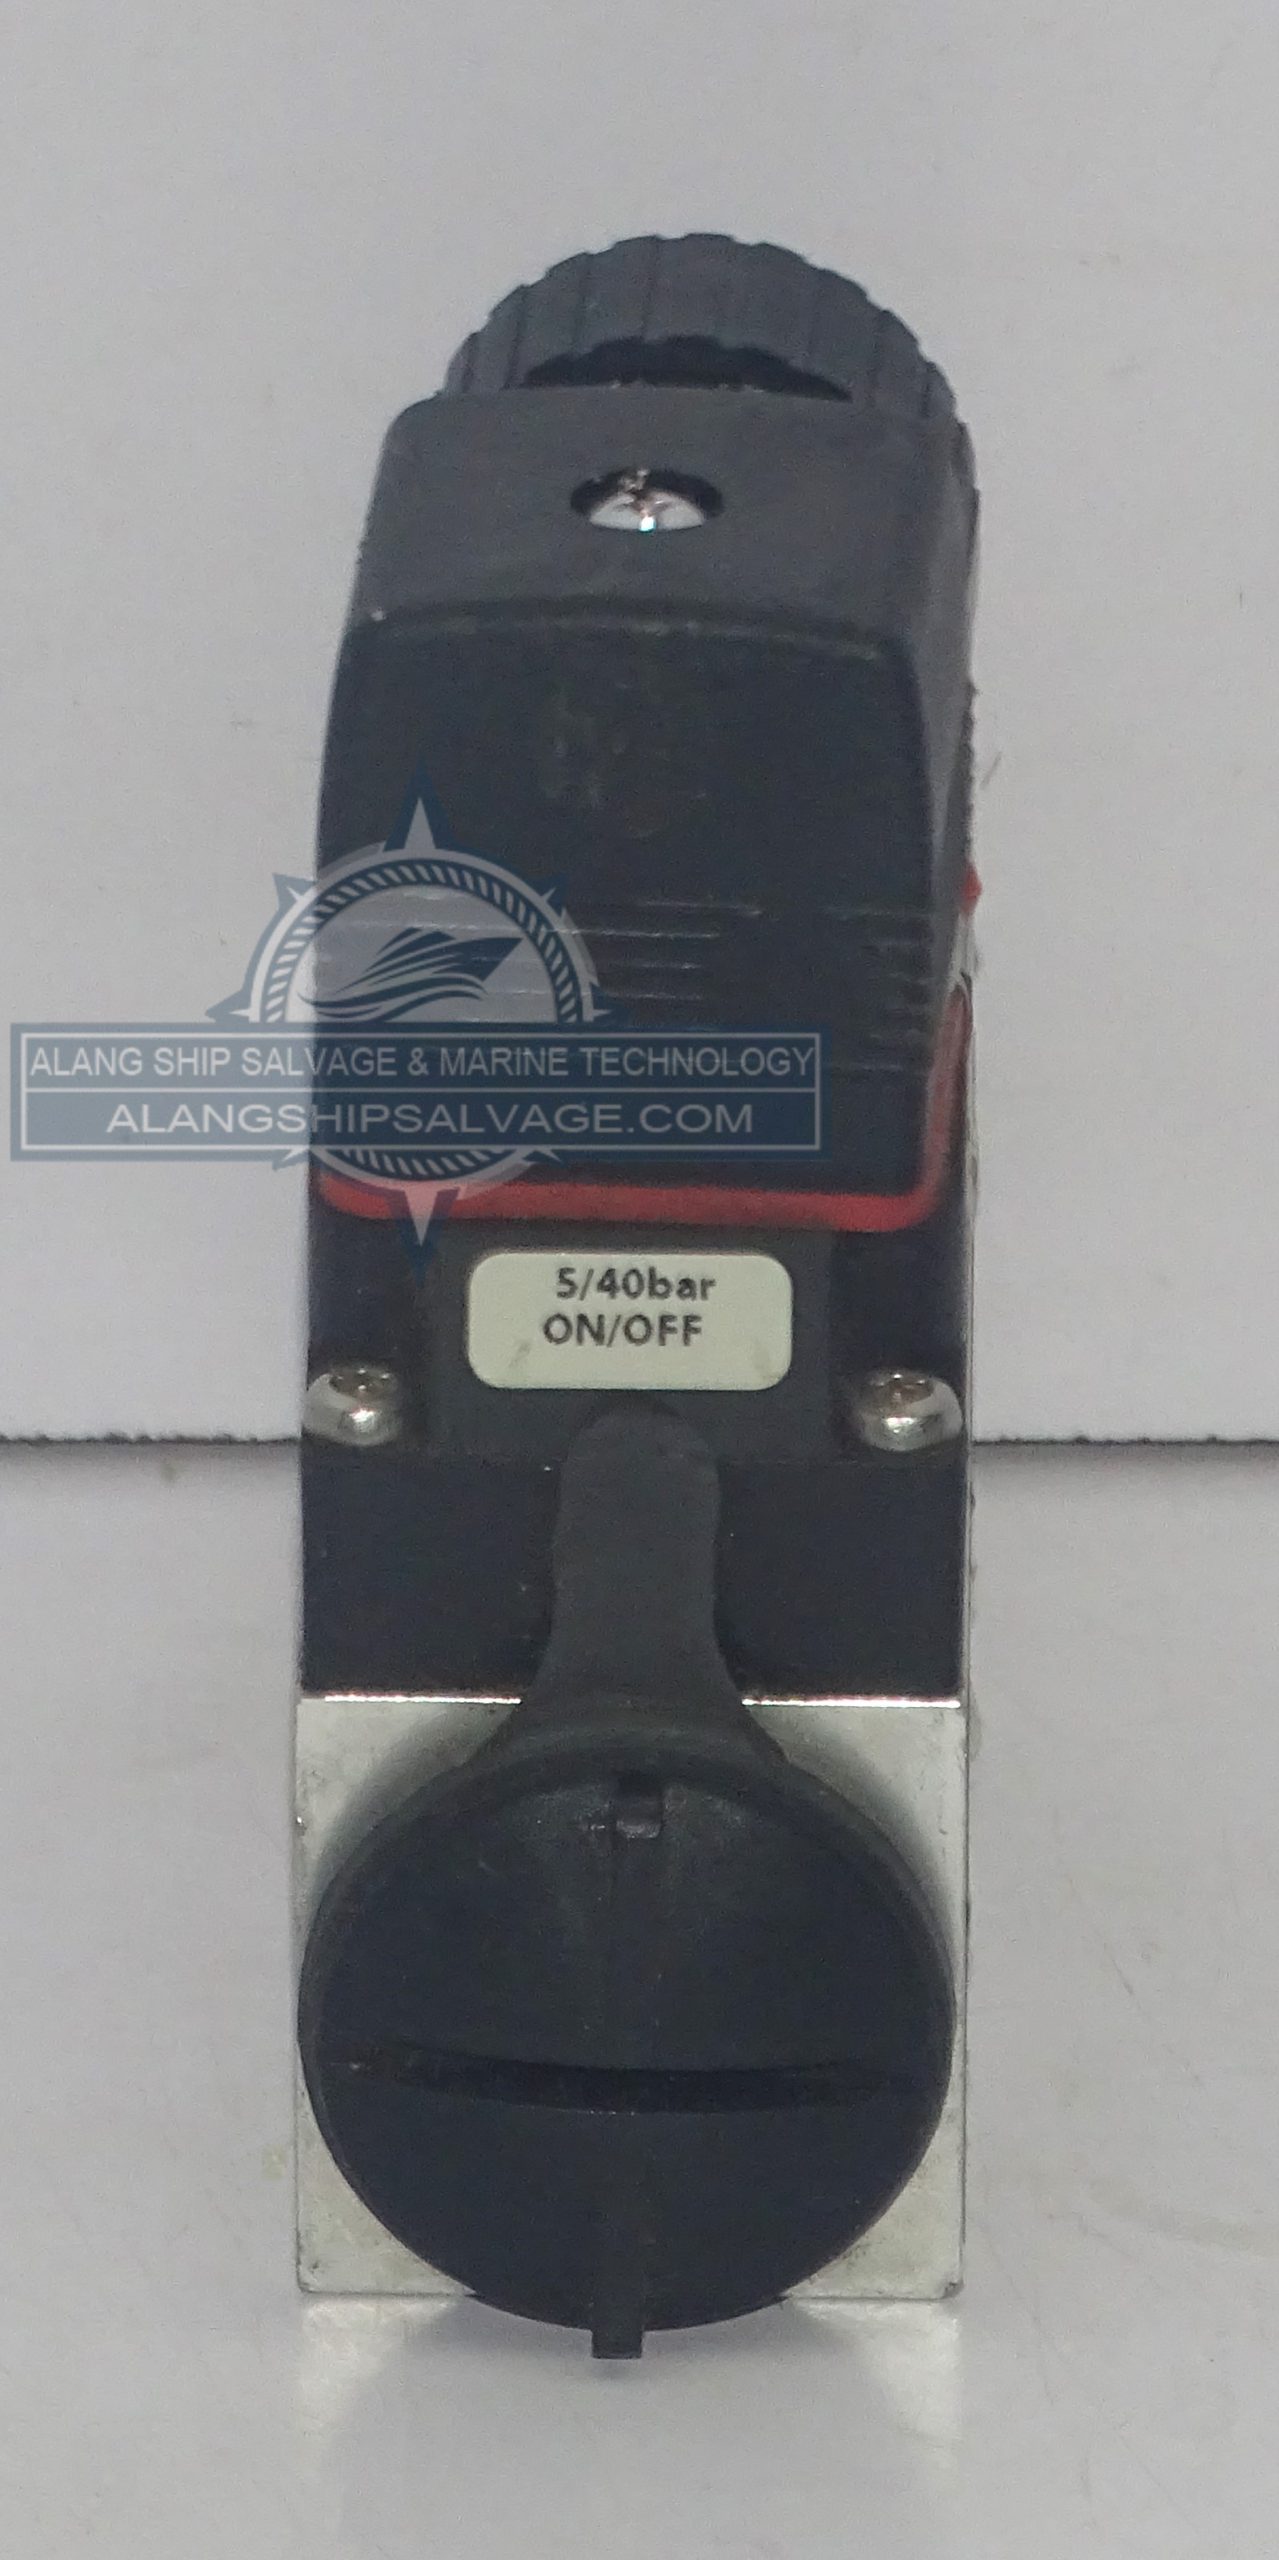 ALANG SHIP SALVAGE & MARINE TECHNOLOGY
ALANGSHIPSALVAGE.COM
5/40bar
ON/OFF